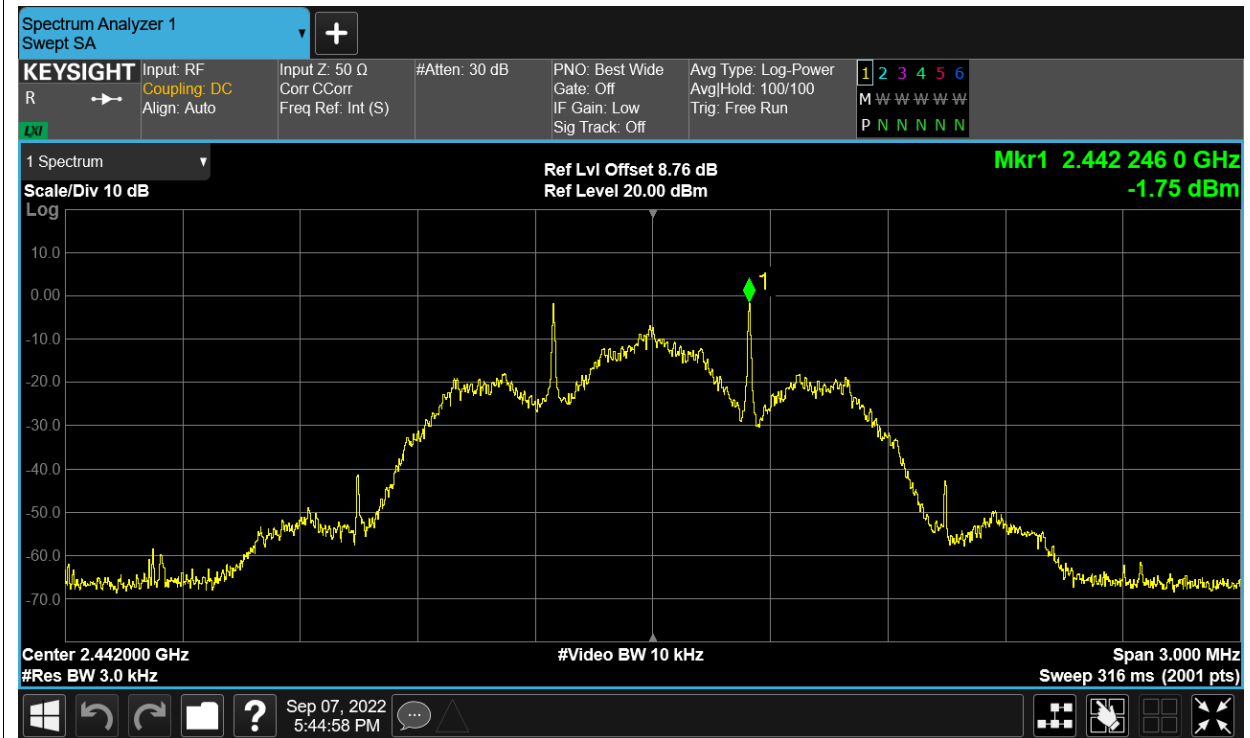 Spectrum Analyzer 1
Swept SA
+
KEYSIGHT
R
LXI
Input: RF
Coupling: DC
Align: Auto
Input Z: 50 Ω
Corr CCorr
Freq Ref: Int (S)
#Atten: 30 dB
PNO: Best Wide
Gate: Off
IF Gain: Low
Sig Track: Off
Avg Type: Log-Power
Avg|Hold: 100/100
Trig: Free Run
1 2 3 4 5 6
M W W W W W
P N N N N N
1 Spectrum
Scale/Div 10 dB
Ref Lvl Offset 8.76 dB
Ref Level 20.00 dBm
Mkr1 2.442 246 0 GHz
-1.75 dBm
Log
10.0
0.00
-10.0
-20.0
-30.0
-40.0
-50.0
-60.0
-70.0
1
Center 2.442000 GHz
#Res BW 3.0 kHz
#Video BW 10 kHz
Span 3.000 MHz
Sweep 316 ms (2001 pts)
?
Sep 07, 2022
5:44:58 PM